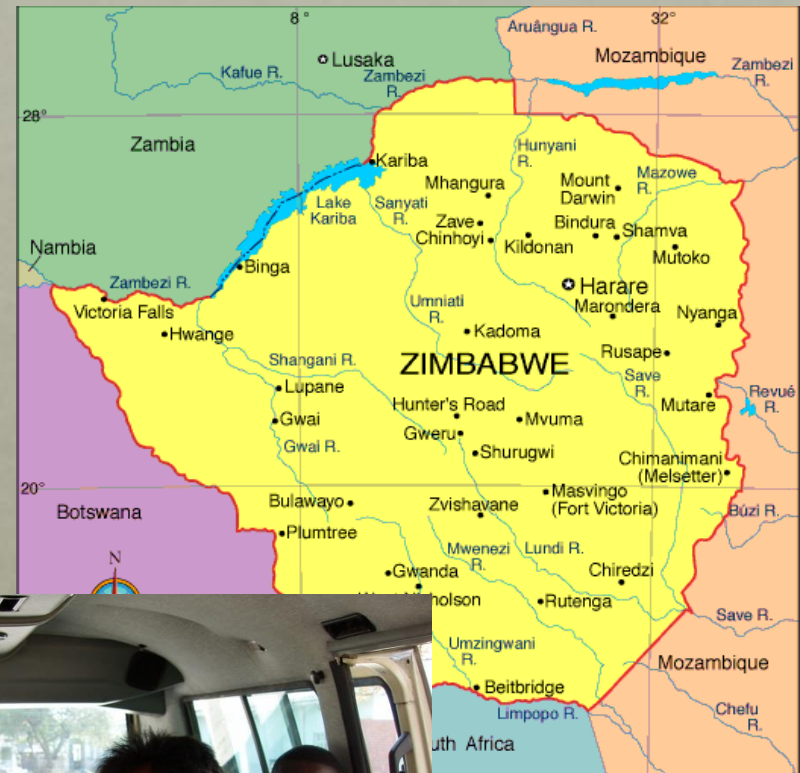 8°
32°
Aruângua R.
Lusaka
Mozambique
Kafue R.
Zambezi
R.
Zambezi
R.
28°
Zambia
Hunyani
R.
Kariba
Mhangura
Mount
Darwin
Mazowe
R.
Lake
Kariba
Sanyati
R.
Zave
Bindura
Shamva
Chinhoyi
Kildonan
Mutoko
Nambia
Binga
Zambezi R.
Harare
Umniati
R.
Marondera
Nyanga
Victoria Falls
Hwange
Kadoma
Rusape
Shangani R.
ZIMBABWE
Save
R.
Lupane
Revué
R.
Hunter's Road
Mutare
Gwai
Mvuma
Gweru
Gwai R.
Shurugwi
Chimanimani
(Melsetter)
20°
Masvingo
(Fort Victoria)
Bulawayo
Zvishavane
Botswana
Búzi R.
Plumtree
Mwenezi
R.
Lundi R.
N
Gwanda
Chiredzi
Nicholson
Rutenga
Save R.
Umzingwani
R.
Mozambique
Beitbridge
Limpopo R.
Chefu
R.
uth Africa